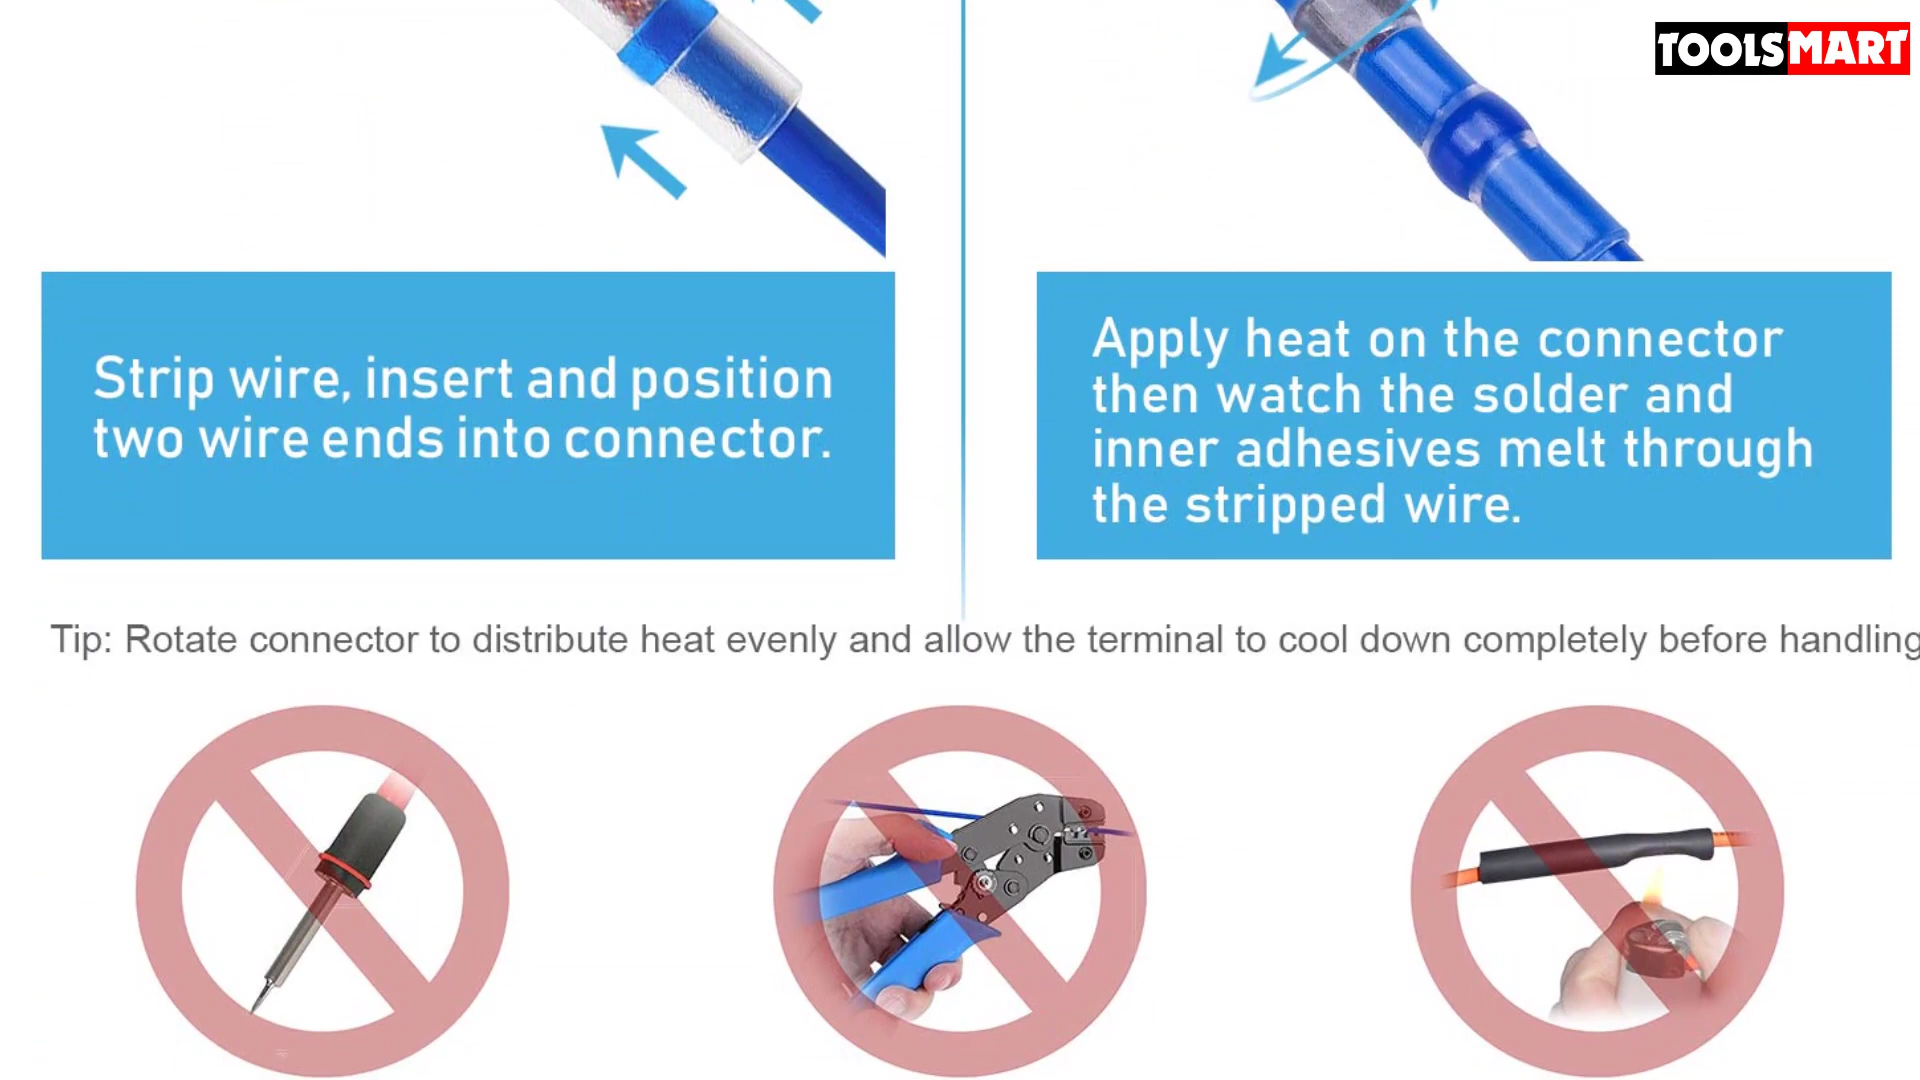 TOOLSMART
Strip wire, insert and position
two wire ends into connector.
Apply heat on the connector
then watch the solder and
inner adhesives melt through
the stripped wire.
Tip: Rotate connector to distribute heat evenly and allow the terminal to cool down completely before handling